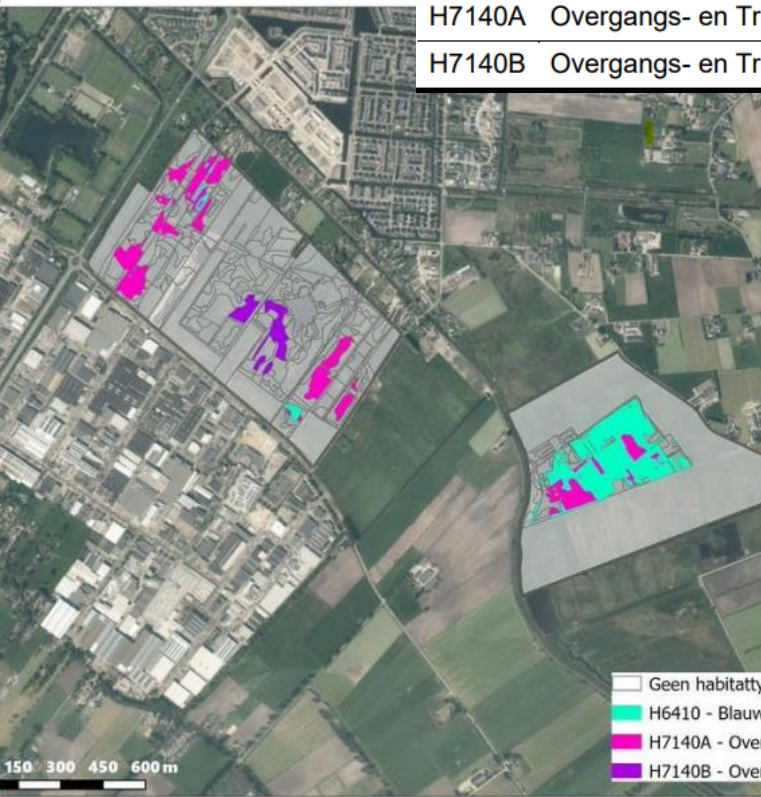 H7140A Overgangs- en Tr
H7140B Overgangs- en Tr
Geen habitatty
H6410 - Blauw
H7140A - Over
H7140B - Over
150 300 450 600 m